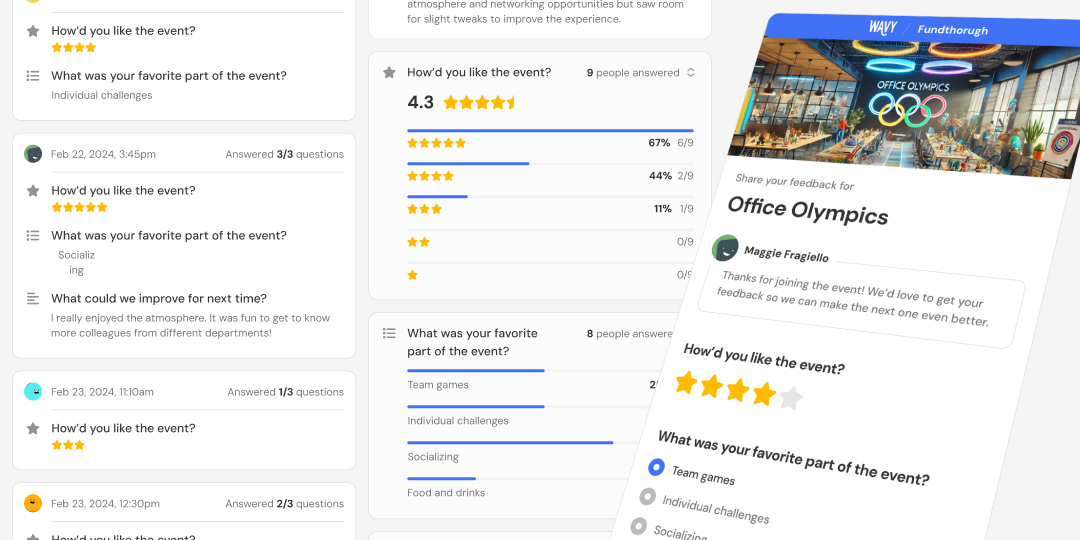 How'd you like the event?
What was your favorite part of the event?
Individual challenges
Feb 22, 2024, 3:45pm
Answered 3/3 questions
How'd you like the event?
What was your favorite part of the event?
Socializ
ing
What could we improve for next time?
I really enjoyed the atmosphere. It was fun to get to know
more colleagues from different departments!
Feb 23, 2024, 11:10am
Answered 1/3 questions
How'd you like the event?
Feb 23, 2024, 12:30pm
Answered 2/3 questions
How'd you like the event?
atmosphere and networking opportunities but saw room
for slight tweaks to improve the experience.
How'd you like the event?
9 people answered
4.3
67% 6/9
44% 2/9
11% 1/9
0/9
0/9
What was your favorite
part of the event?
8 people answere
Team games
2
Individual challenges
Socializing
Food and drinks
WAVY / Fundthorugh
OFFICE OLYMPICS
Share your feedback for
Office Olympics
Maggie Fragiello
Thanks for joining the event! We'd love to get your
feedback so we can make the next one even better.
How'd you like the event?
What was your favorite part of the event?
Team games
Individual challenges
Socializing